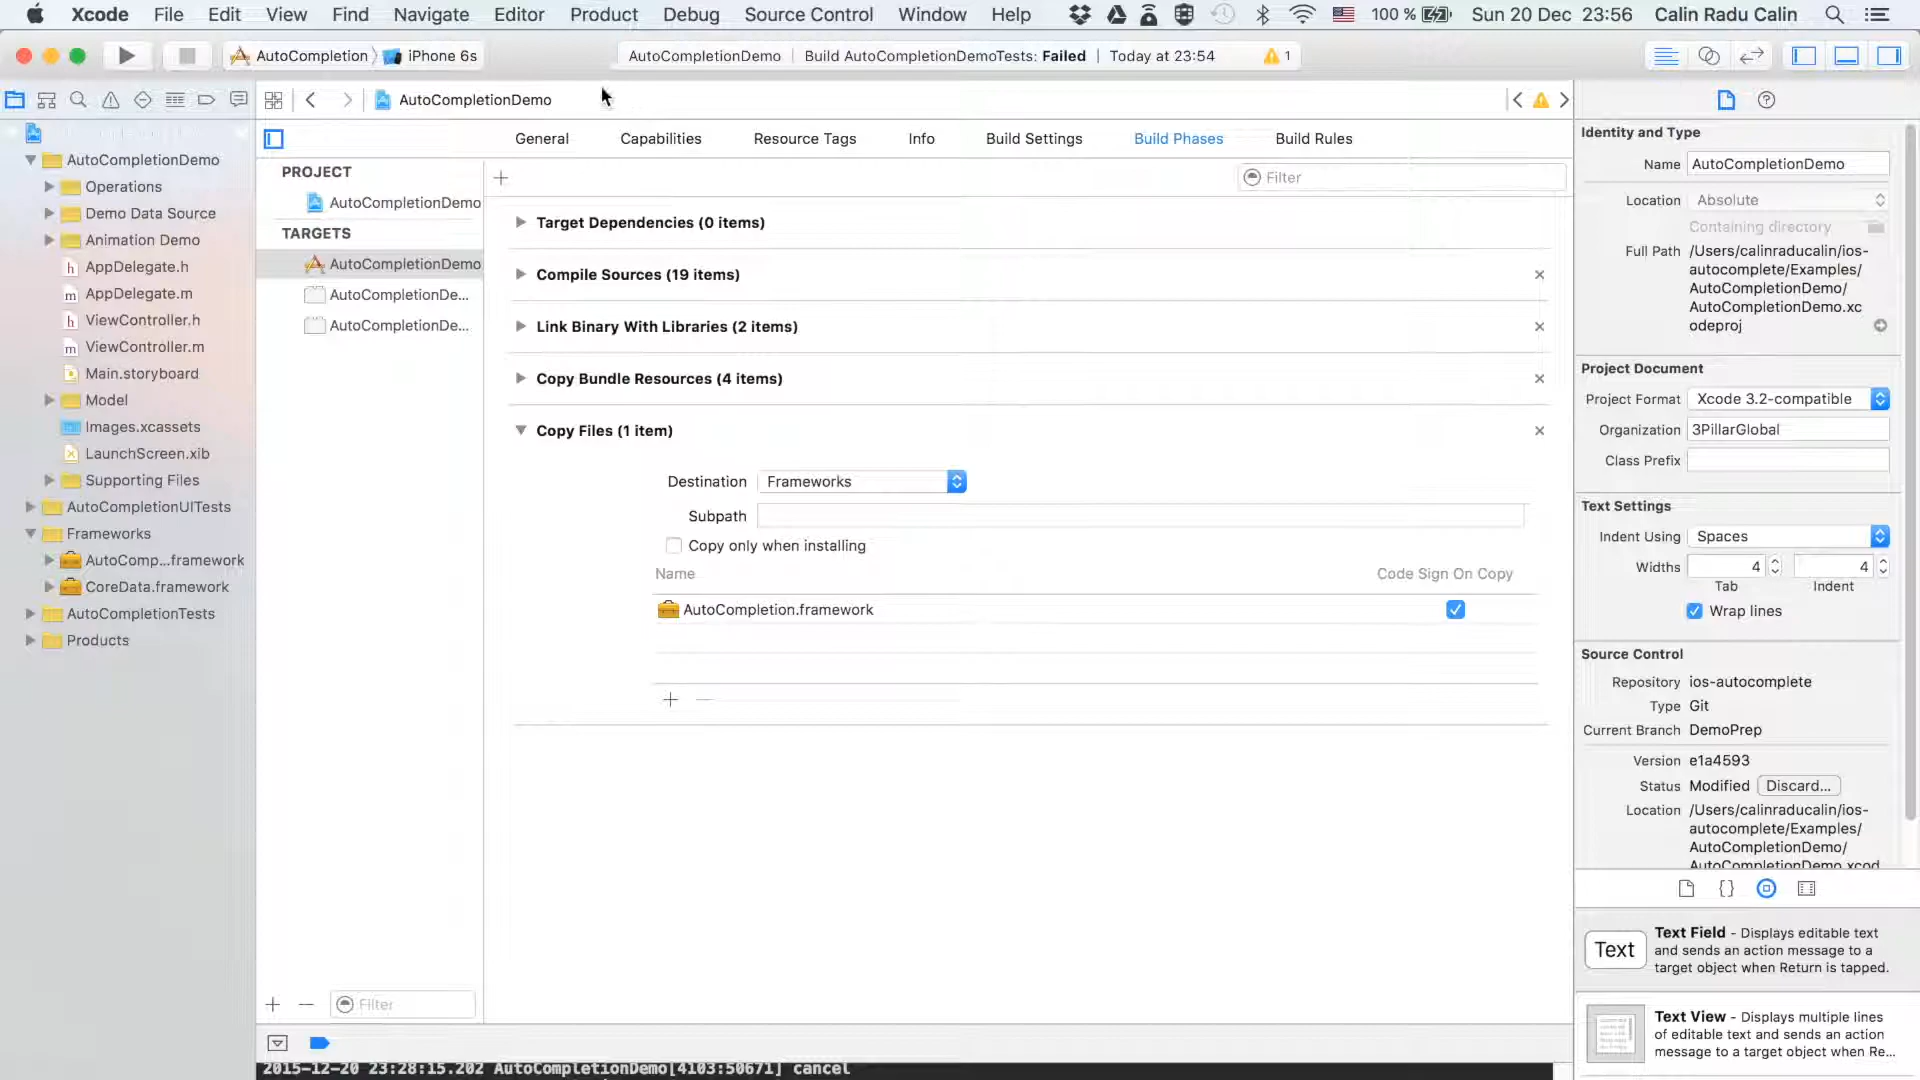 Xcode File Edit View Find Navigate Editor Product Debug Source Control Window Help 100 % Sun 20 Dec 23:56 Calin Radu Calin
AutoCompletion iPhone 6s AutoCompletionDemo Build AutoCompletionDemoTests: Failed Today at 23:54 1
AutoCompletionDemo
General Capabilities Resource Tags Info Build Settings Build Phases Build Rules
AutoCompletionDemo
Operations
Demo Data Source
Animation Demo
AppDelegate.h
AppDelegate.m
ViewController.h
ViewController.m
Main.storyboard
Model
Images.xcassets
LaunchScreen.xib
Supporting Files
AutoCompletionUITests
Frameworks
AutoComp...framework
CoreData.framework
AutoCompletionTests
Products
PROJECT
AutoCompletionDemo
TARGETS
AutoCompletionDemo
AutoCompletionDe...
AutoCompletionDe...
Filter
Filter
Target Dependencies (0 items)
Compile Sources (19 items)
Link Binary With Libraries (2 items)
Copy Bundle Resources (4 items)
Copy Files (1 item)
Destination Frameworks
Subpath
Copy only when installing
Name Code Sign On Copy
AutoCompletion.framework
2015-12-20 23:28:15.202 AutoCompletionDemo[4103:50671] cancel
Identity and Type
Name AutoCompletionDemo
Location Absolute
Containing directory
Full Path /Users/calinraducalin/ios-
autocomplete/Examples/
AutoCompletionDemo/
AutoCompletionDemo.xc
odeproj
Project Document
Project Format Xcode 3.2-compatible
Organization 3PillarGlobal
Class Prefix
Text Settings
Indent Using Spaces
Widths 4 4
Tab Indent
Wrap lines
Source Control
Repository ios-autocomplete
Type Git
Current Branch DemoPrep
Version e1a4593
Status Modified Discard...
Location /Users/calinraducalin/ios-
autocomplete/Examples/
AutoCompletionDemo/
AutoCompletionDemo.xcod
Text
Text Field - Displays editable text
and sends an action message to a
target object when Return is tapped.
Text View - Displays multiple lines
of editable text and sends an action
message to a target object when Re...